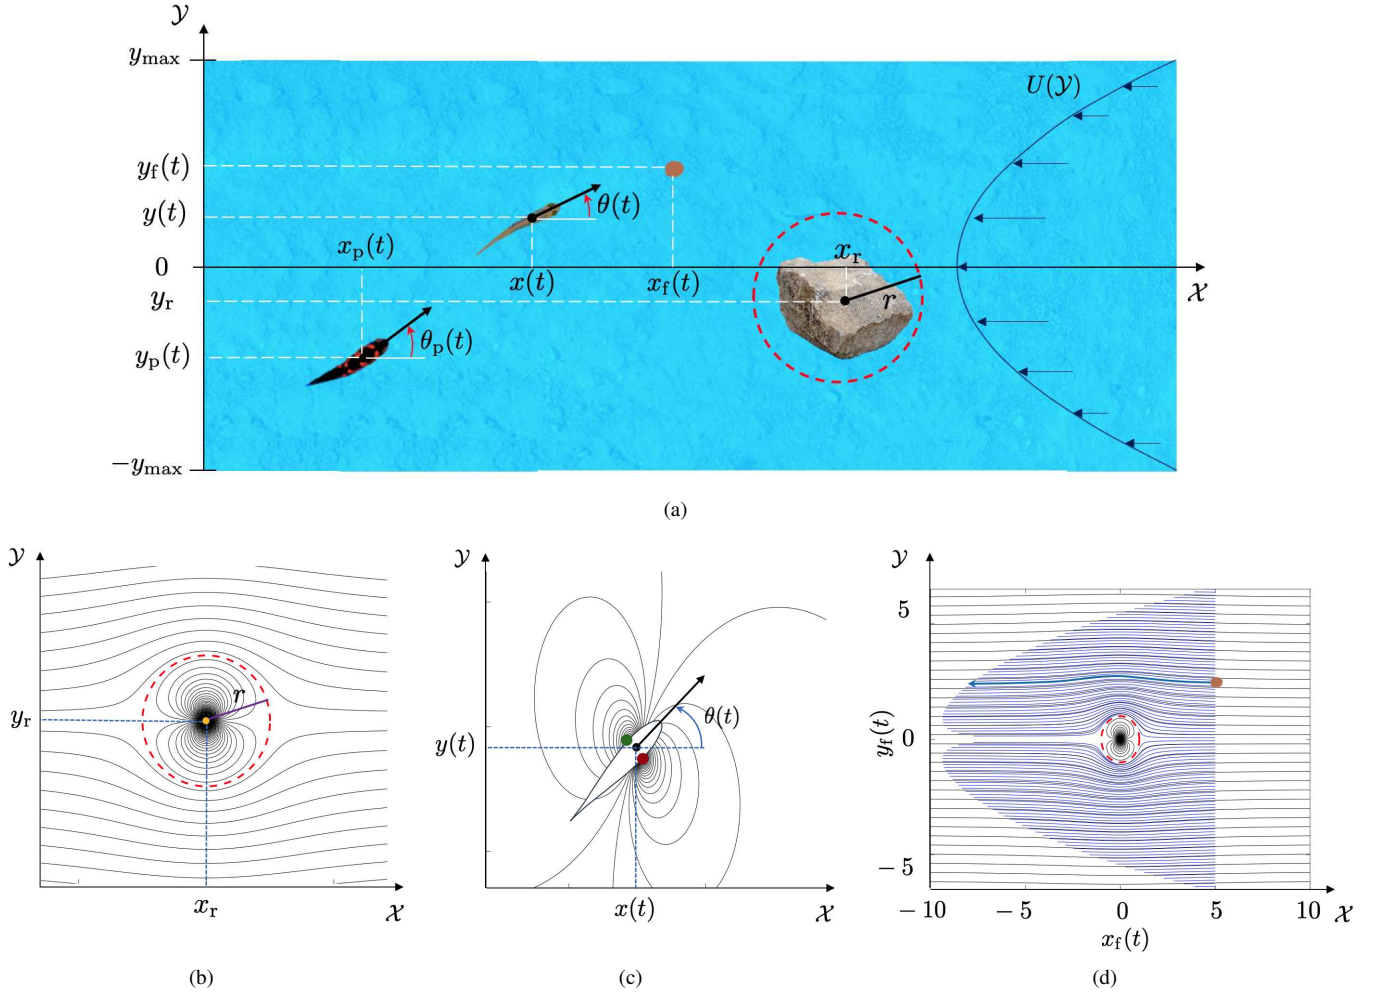 𝒴
y_max
U(𝒴)
y_f(t)
y(t)
θ(t)
x_p(t)
x_r
0
x(t)
x_f(t)
𝒳
y_r
r
θ_p(t)
y_p(t)
−y_max
(a)
𝒴
r
y_r
x_r
𝒳
(b)
𝒴
θ(t)
y(t)
x(t)
𝒳
(c)
𝒴
5
y_f(t)
0
−5
−10
−5
0
5
10
𝒳
x_f(t)
(d)